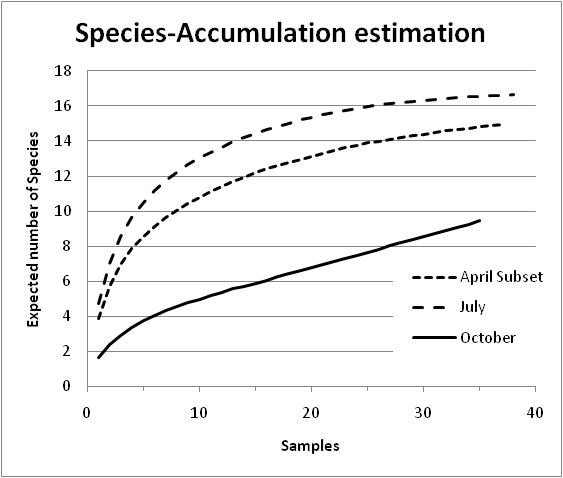 Species-Accumulation estimation
Expected number of Species
18
16
14
12
10
8
6
4
2
0
0 10 20 30 40
Samples
April Subset
July
October